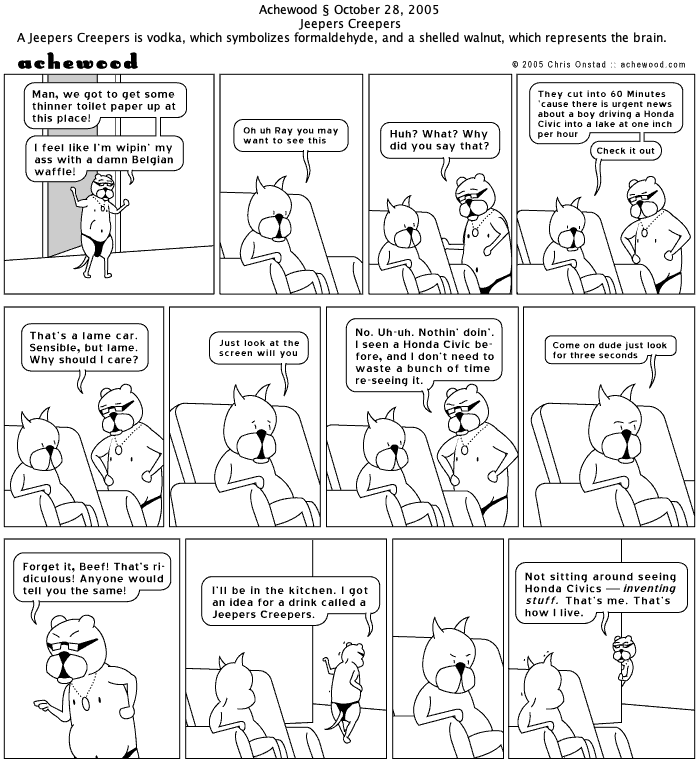 Achewood § October 28, 2005
Jeepers Creepers
A Jeepers Creepers is vodka, which symbolizes formaldehyde, and a shelled walnut, which represents the brain.
achewood
© 2005 Chris Onstad :: achewood.com
Man, we got to get some
thinner toilet paper up at
this place!
I feel like I'm wipin' my
ass with a damn Belgian
waffle!
Oh uh Ray you may
want to see this
Huh? What? Why
did you say that?
They cut into 60 Minutes
'cause there is urgent news
about a boy driving a Honda
Civic into a lake at one inch
per hour
Check it out
That's a lame car.
Sensible, but lame.
Why should I care?
Just look at the
screen will you
No. Uh-uh. Nothin' doin'.
I seen a Honda Civic be-
fore, and I don't need to
waste a bunch of time
re-seeing it.
Come on dude just look
for three seconds
Forget it, Beef! That's ri-
diculous! Anyone would
tell you the same!
I'll be in the kitchen. I got
an idea for a drink called a
Jeepers Creepers.
Not sitting around seeing
Honda Civics — inventing
stuff. That's me. That's
how I live.